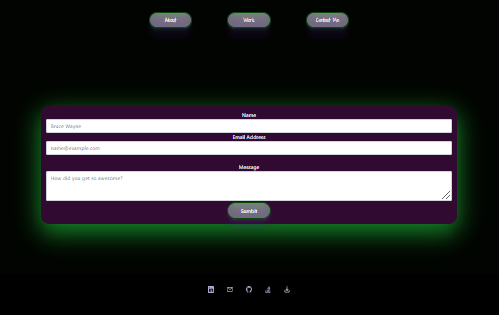 About
Work
Contact Me
Name
Bruce Wayne
Email Address
name@example.com
Message
How did you get so awesome?
Sumbit